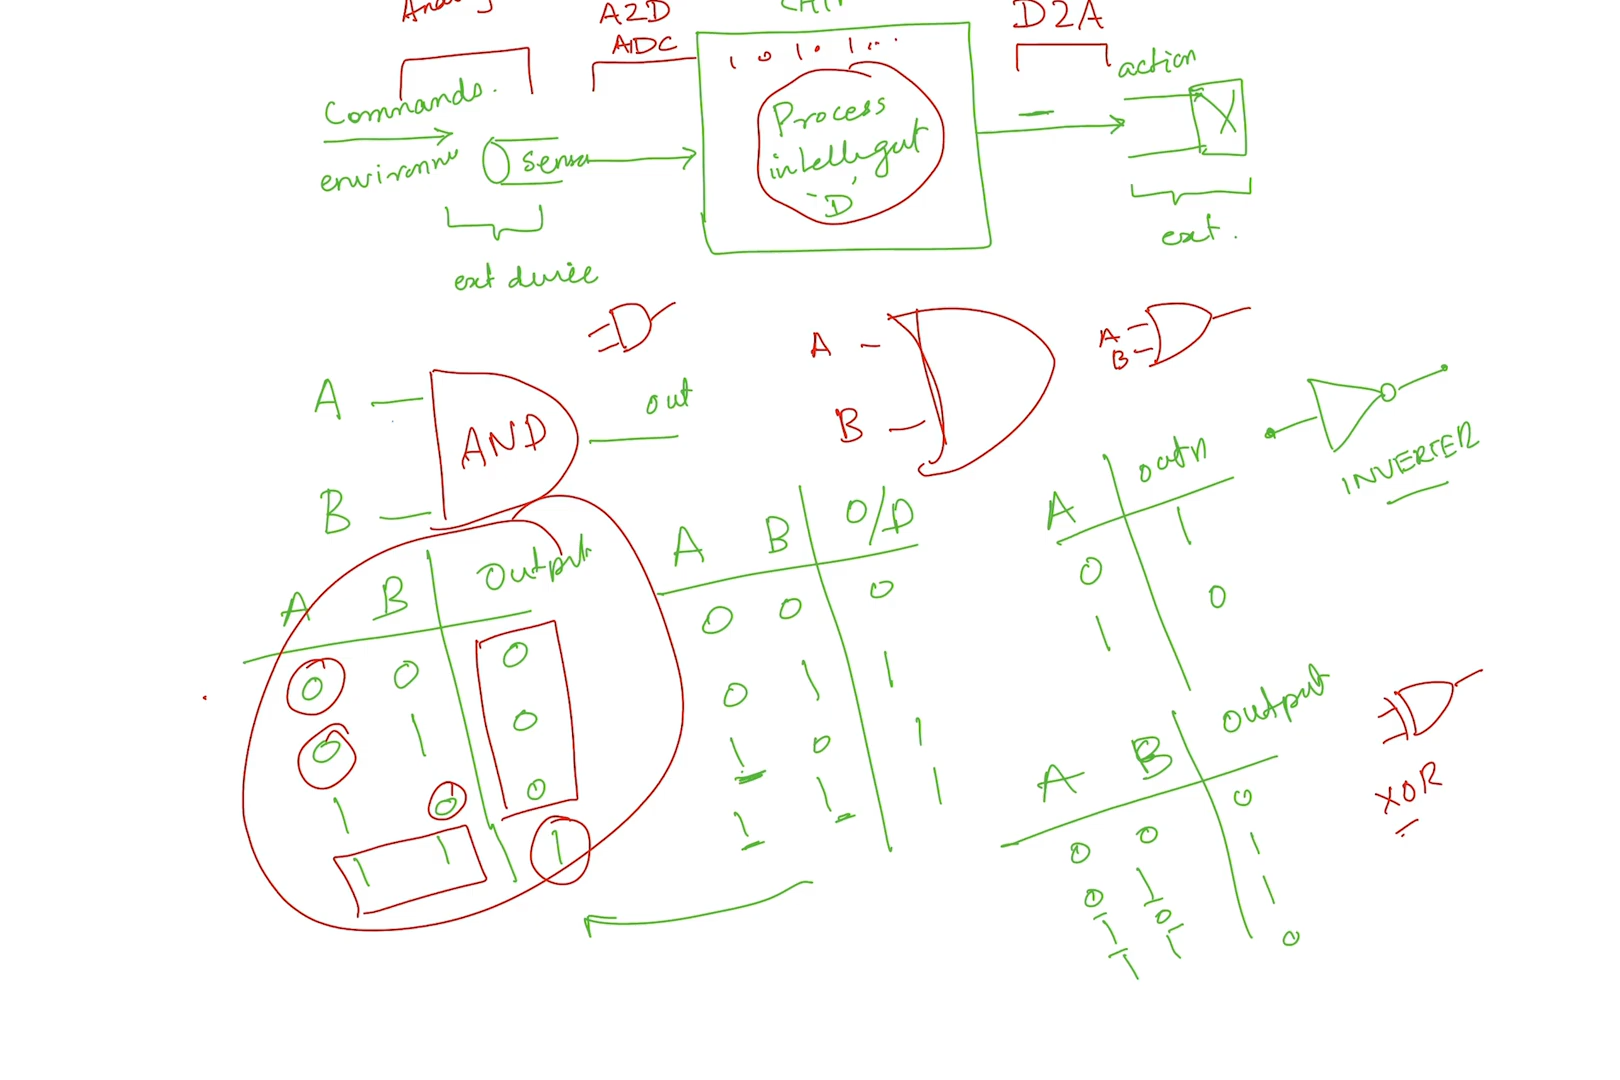 A2D
ADC
D2A
1 0 1 0 1 ...
Commands.
action
Process
intelligent
'D'
environmn
sensor
ext.
ext device
A
A
B
A
out
AND
B
B
INVERTER
A B Output
0 0 0
0 1 0
1 0 0
1 1 1
A B O/D
0 0 0
0 1 1
1 0 1
1 1 1
A outn
0 1
1 0
A B output
0 0 0
0 1 1
1 0 1
1 1 0
XOR